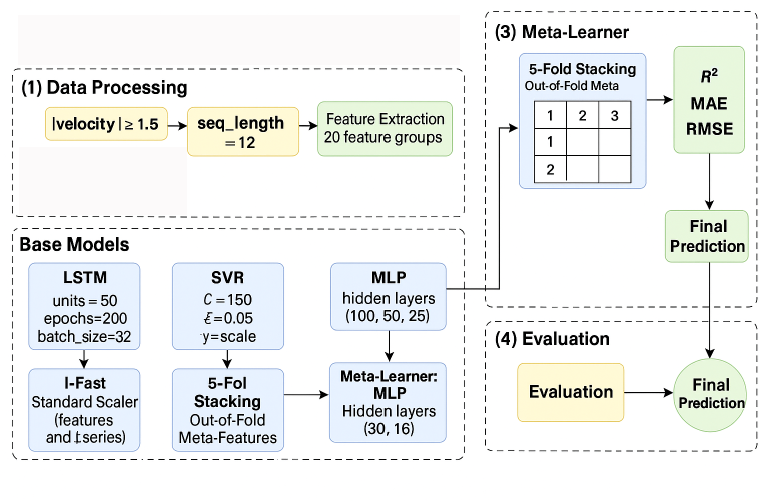 (1) Data Processing
|velocity| ≥ 1.5
seq_length
= 12
Feature Extraction
20 feature groups
Base Models
LSTM
units = 50
epochs=200
batch_size=32
SVR
C = 150
ξ=0.05
γ=scale
MLP
hidden layers
(100, 50, 25)
I-Fast
Standard Scaler
(features
and t.series)
5-Fol
Stacking
Out-of-Fold
Meta-Features
Meta-Learner:
MLP
Hidden layers
(30, 16)
(3) Meta-Learner
5-Fold Stacking
Out-of-Fold Meta
1 2 3
1
2
R²
MAE
RMSE
Final
Prediction
(4) Evaluation
Evaluation
Final
Prediction